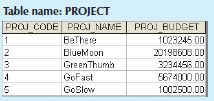 Table name: PROJECT
PROJ_CODE PROJ_NAME PROJ_BUDGET
1 BeThere 1023245.00
2 BlueMoon 20198608.00
3 GreenThumb 3234456.00
4 GoFast 5674000.00
5 GoSlow 1002500.00